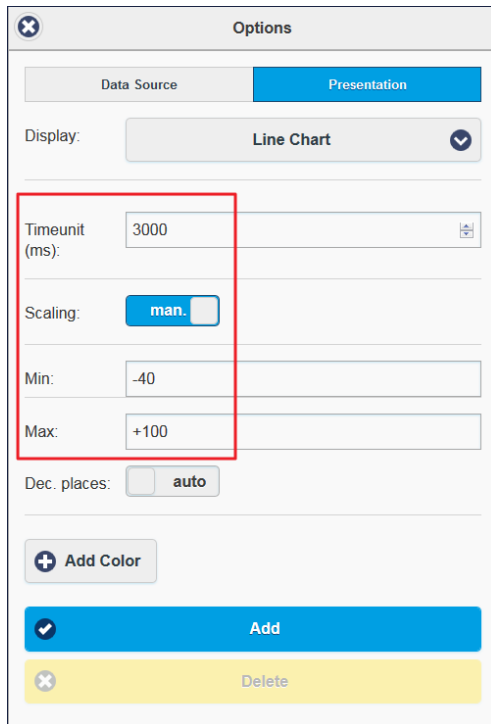 Options
Data Source
Presentation
Display:
Line Chart
Timeunit
(ms):
3000
Scaling:
man.
Min:
-40
Max:
+100
Dec. places:
auto
Add Color
Add
Delete